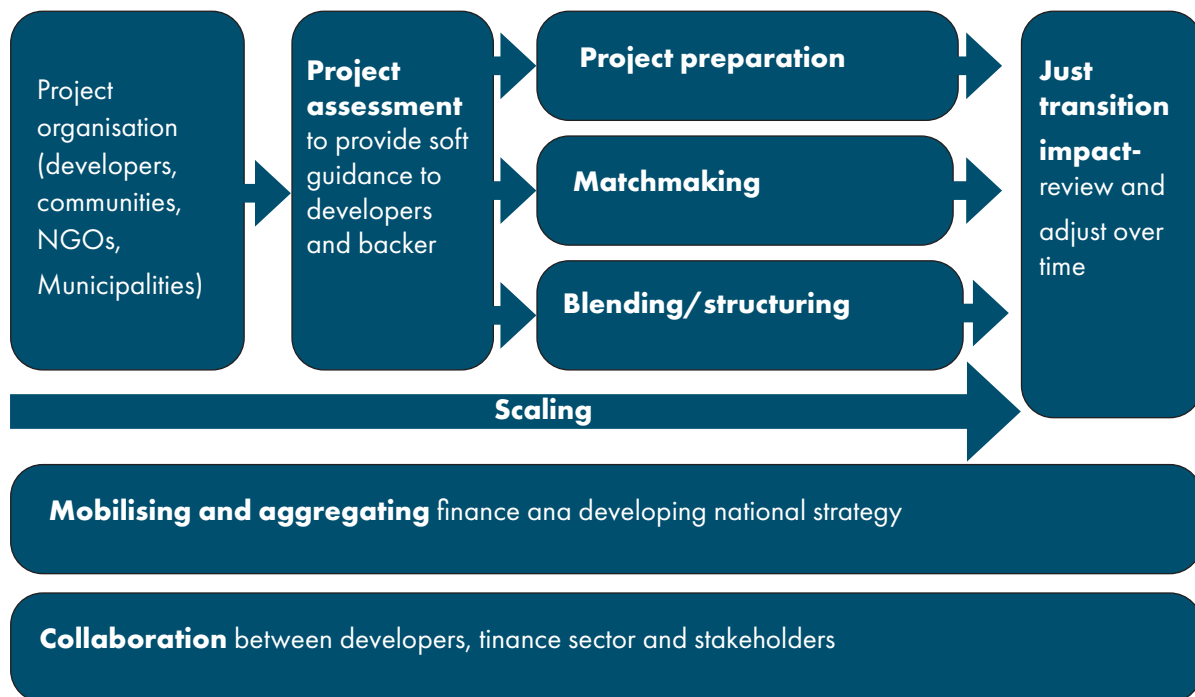 Project
organisation
(developers,
communities,
NGOs,
Municipalities)
Project
assessment
to provide soft
guidance to
developers
and backer
Project preparation
Matchmaking
Blending/structuring
Just
transition
impact-
review and
adjust over
time
Scaling
Mobilising and aggregating finance ana developing national strategy
Collaboration between developers, tinance sector and stakeholders